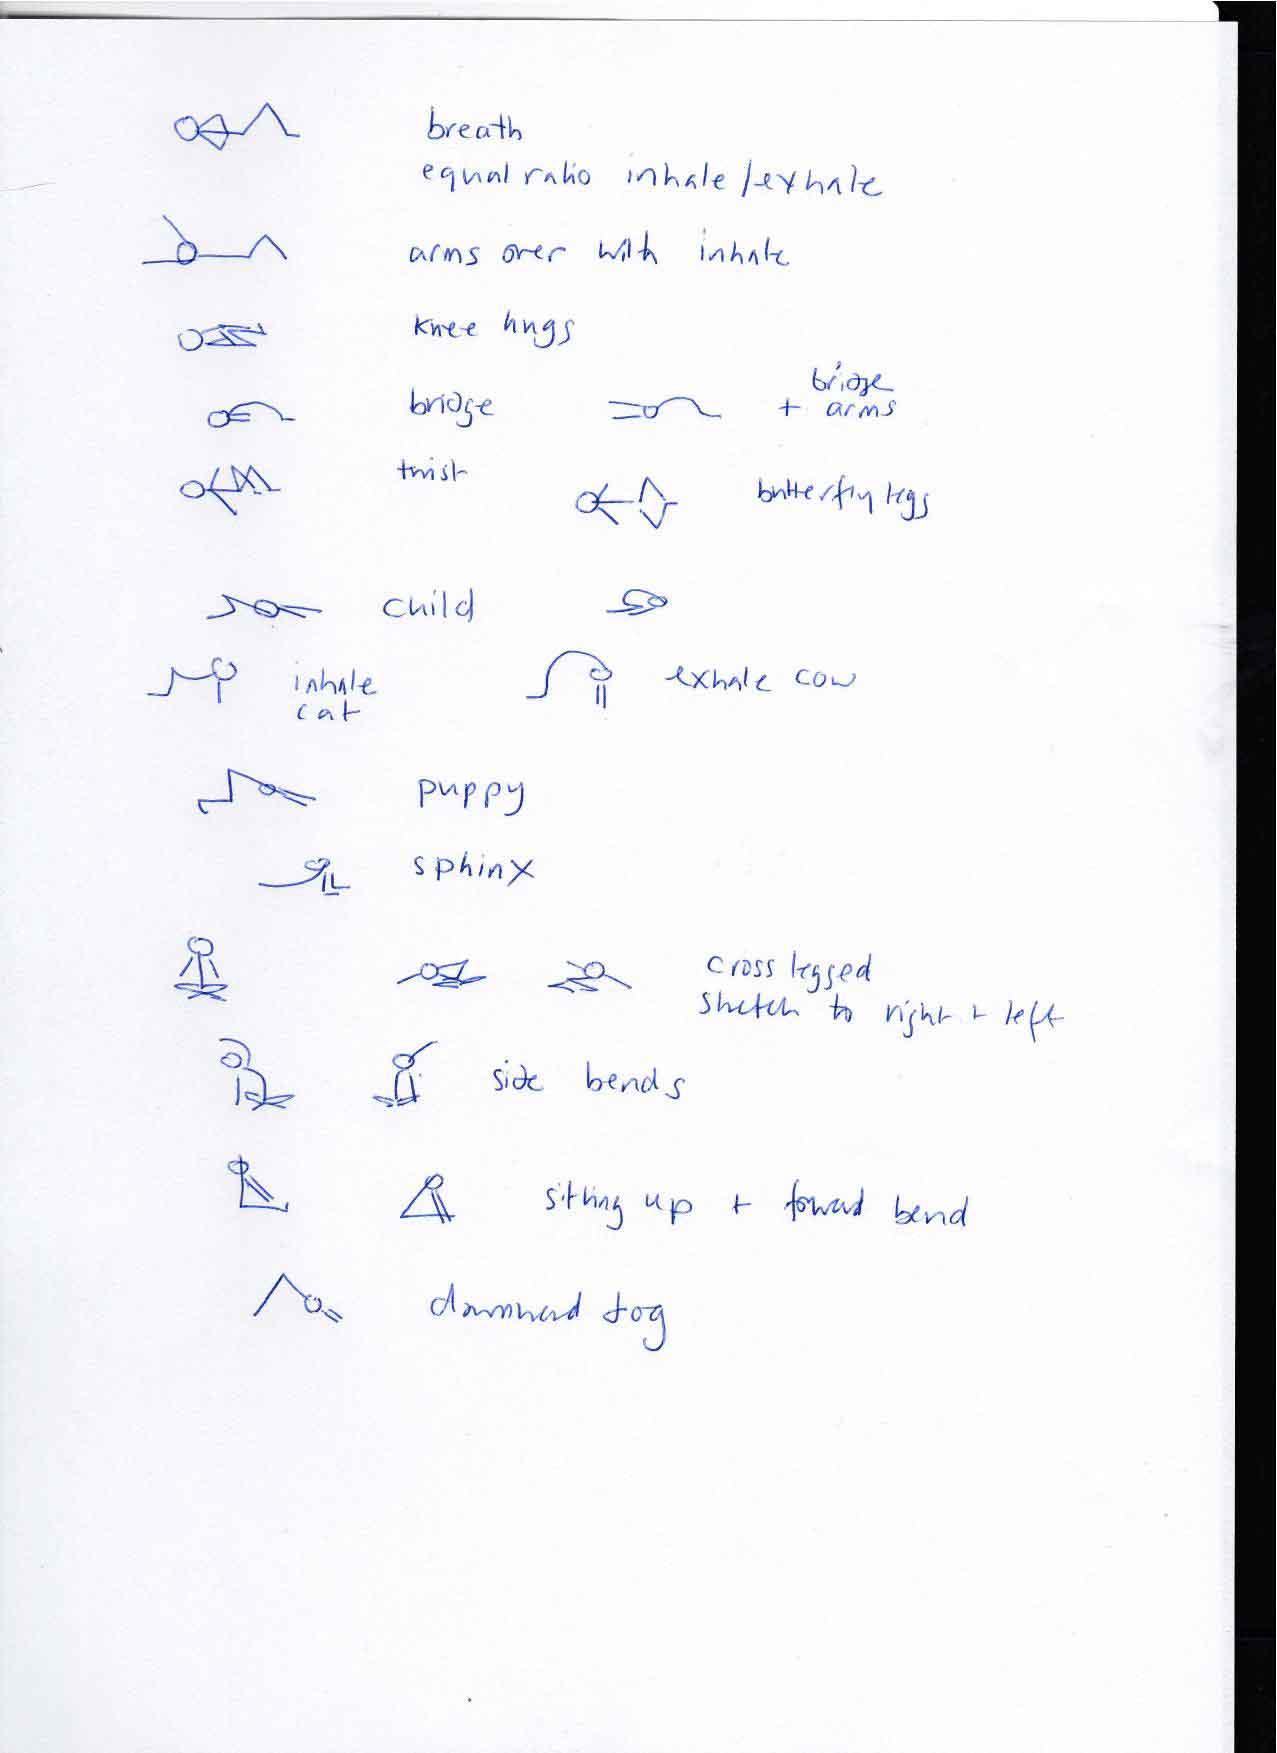 breath
equal ratio inhale/exhale
arms over with inhale
knee hugs
bridge
bridge
+ arms
twist
butterfly legs
child
inhale
cat
exhale cow
puppy
sphinx
cross legged
stretch to right + left
side bends
sitting up + forward bend
downward dog